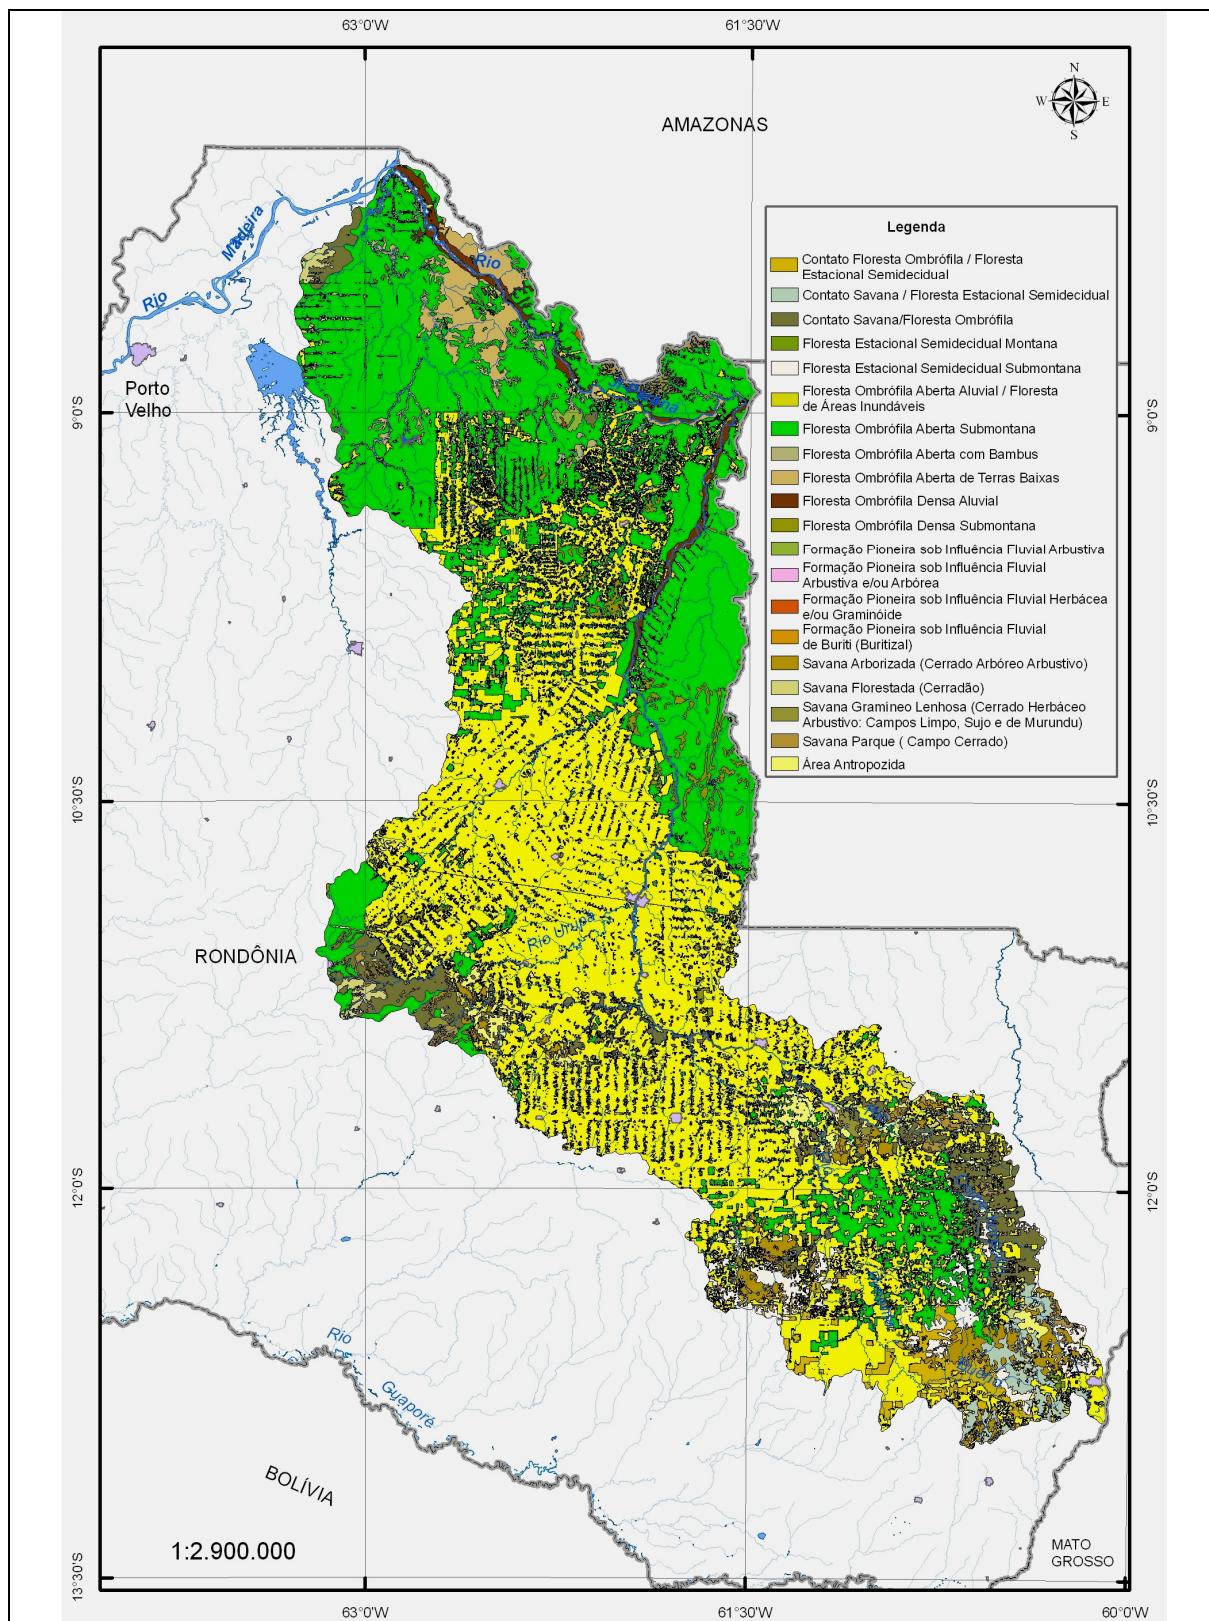 63°0'W
61°30'W
N
W
E
S
AMAZONAS
Madeira
Rio
Rio
Porto
Velho
9°0'S
9°0'S
Legenda
Contato Floresta Ombrófila / Floresta
Estacional Semidecidual
Contato Savana / Floresta Estacional Semidecidual
Contato Savana/Floresta Ombrófila
Floresta Estacional Semidecidual Montana
Floresta Estacional Semidecidual Submontana
Floresta Ombrófila Aberta Aluvial / Floresta
de Áreas Inundáveis
Floresta Ombrófila Aberta Submontana
Floresta Ombrófila Aberta com Bambus
Floresta Ombrófila Aberta de Terras Baixas
Floresta Ombrófila Densa Aluvial
Floresta Ombrófila Densa Submontana
Formação Pioneira sob Influência Fluvial Arbustiva
Formação Pioneira sob Influência Fluvial
Arbustiva e/ou Arbórea
Formação Pioneira sob Influência Fluvial Herbácea
e/ou Graminóide
Formação Pioneira sob Influência Fluvial
de Buriti (Buritizal)
Savana Arborizada (Cerrado Arbóreo Arbustivo)
Savana Florestada (Cerradão)
Savana Gramíneo Lenhosa (Cerrado Herbáceo
Arbustivo: Campos Limpo, Sujo e de Murundu)
Savana Parque ( Campo Cerrado)
Área Antropozida
10°30'S
10°30'S
Rio Urupá
RONDÔNIA
12°0'S
12°0'S
Rio
Guaporé
BOLÍVIA
1:2.900.000
MATO
GROSSO
13°30'S
63°0'W
61°30'W
60°0'W